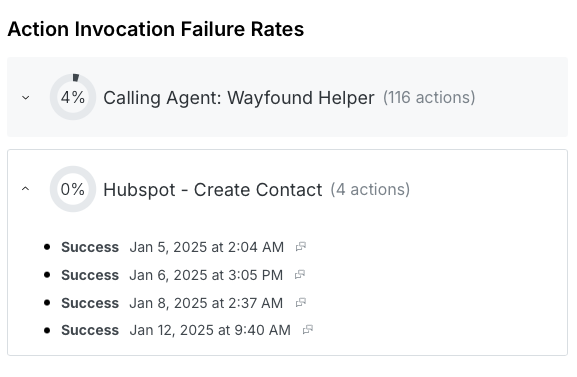 Action Invocation Failure Rates
4% Calling Agent: Wayfound Helper (116 actions)
0% Hubspot - Create Contact (4 actions)
Success Jan 5, 2025 at 2:04 AM
Success Jan 6, 2025 at 3:05 PM
Success Jan 8, 2025 at 2:37 AM
Success Jan 12, 2025 at 9:40 AM